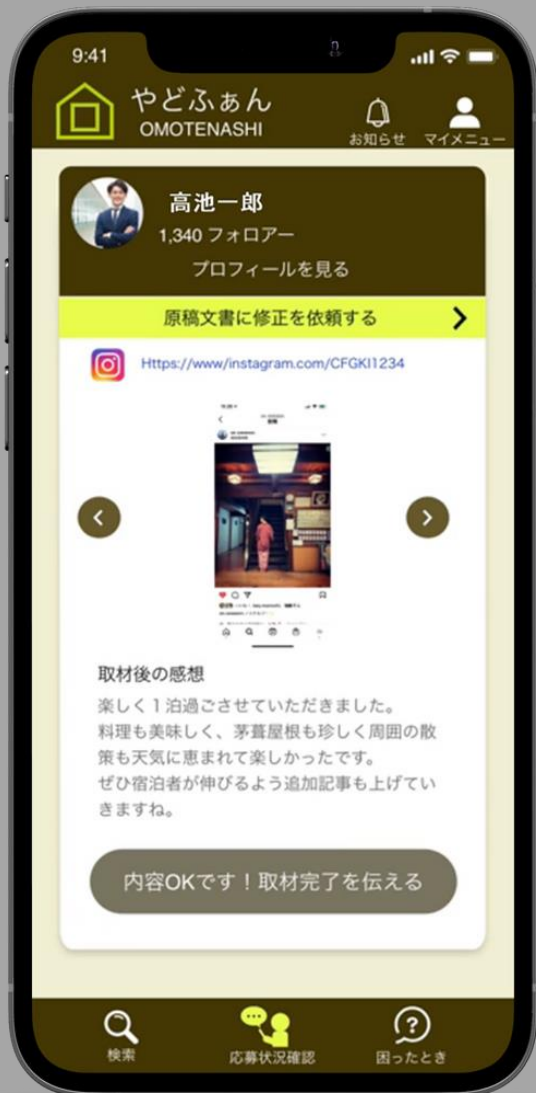 9:41
やどふぁん
OMOTENASHI
お知らせ
マイメニュー
高池一郎
1,340 フォロアー
プロフィールを見る
原稿文書に修正を依頼する
Https://www/instagram.com/CFGKI1234
取材後の感想
楽しく１泊過ごさせていただきました。
料理も美味しく、茅葺屋根も珍しく周囲の散
策も天気に恵まれて楽しかったです。
ぜひ宿泊者が伸びるよう追加記事も上げてい
きますね。
内容OKです！取材完了を伝える
検索
応募状況確認
困ったとき